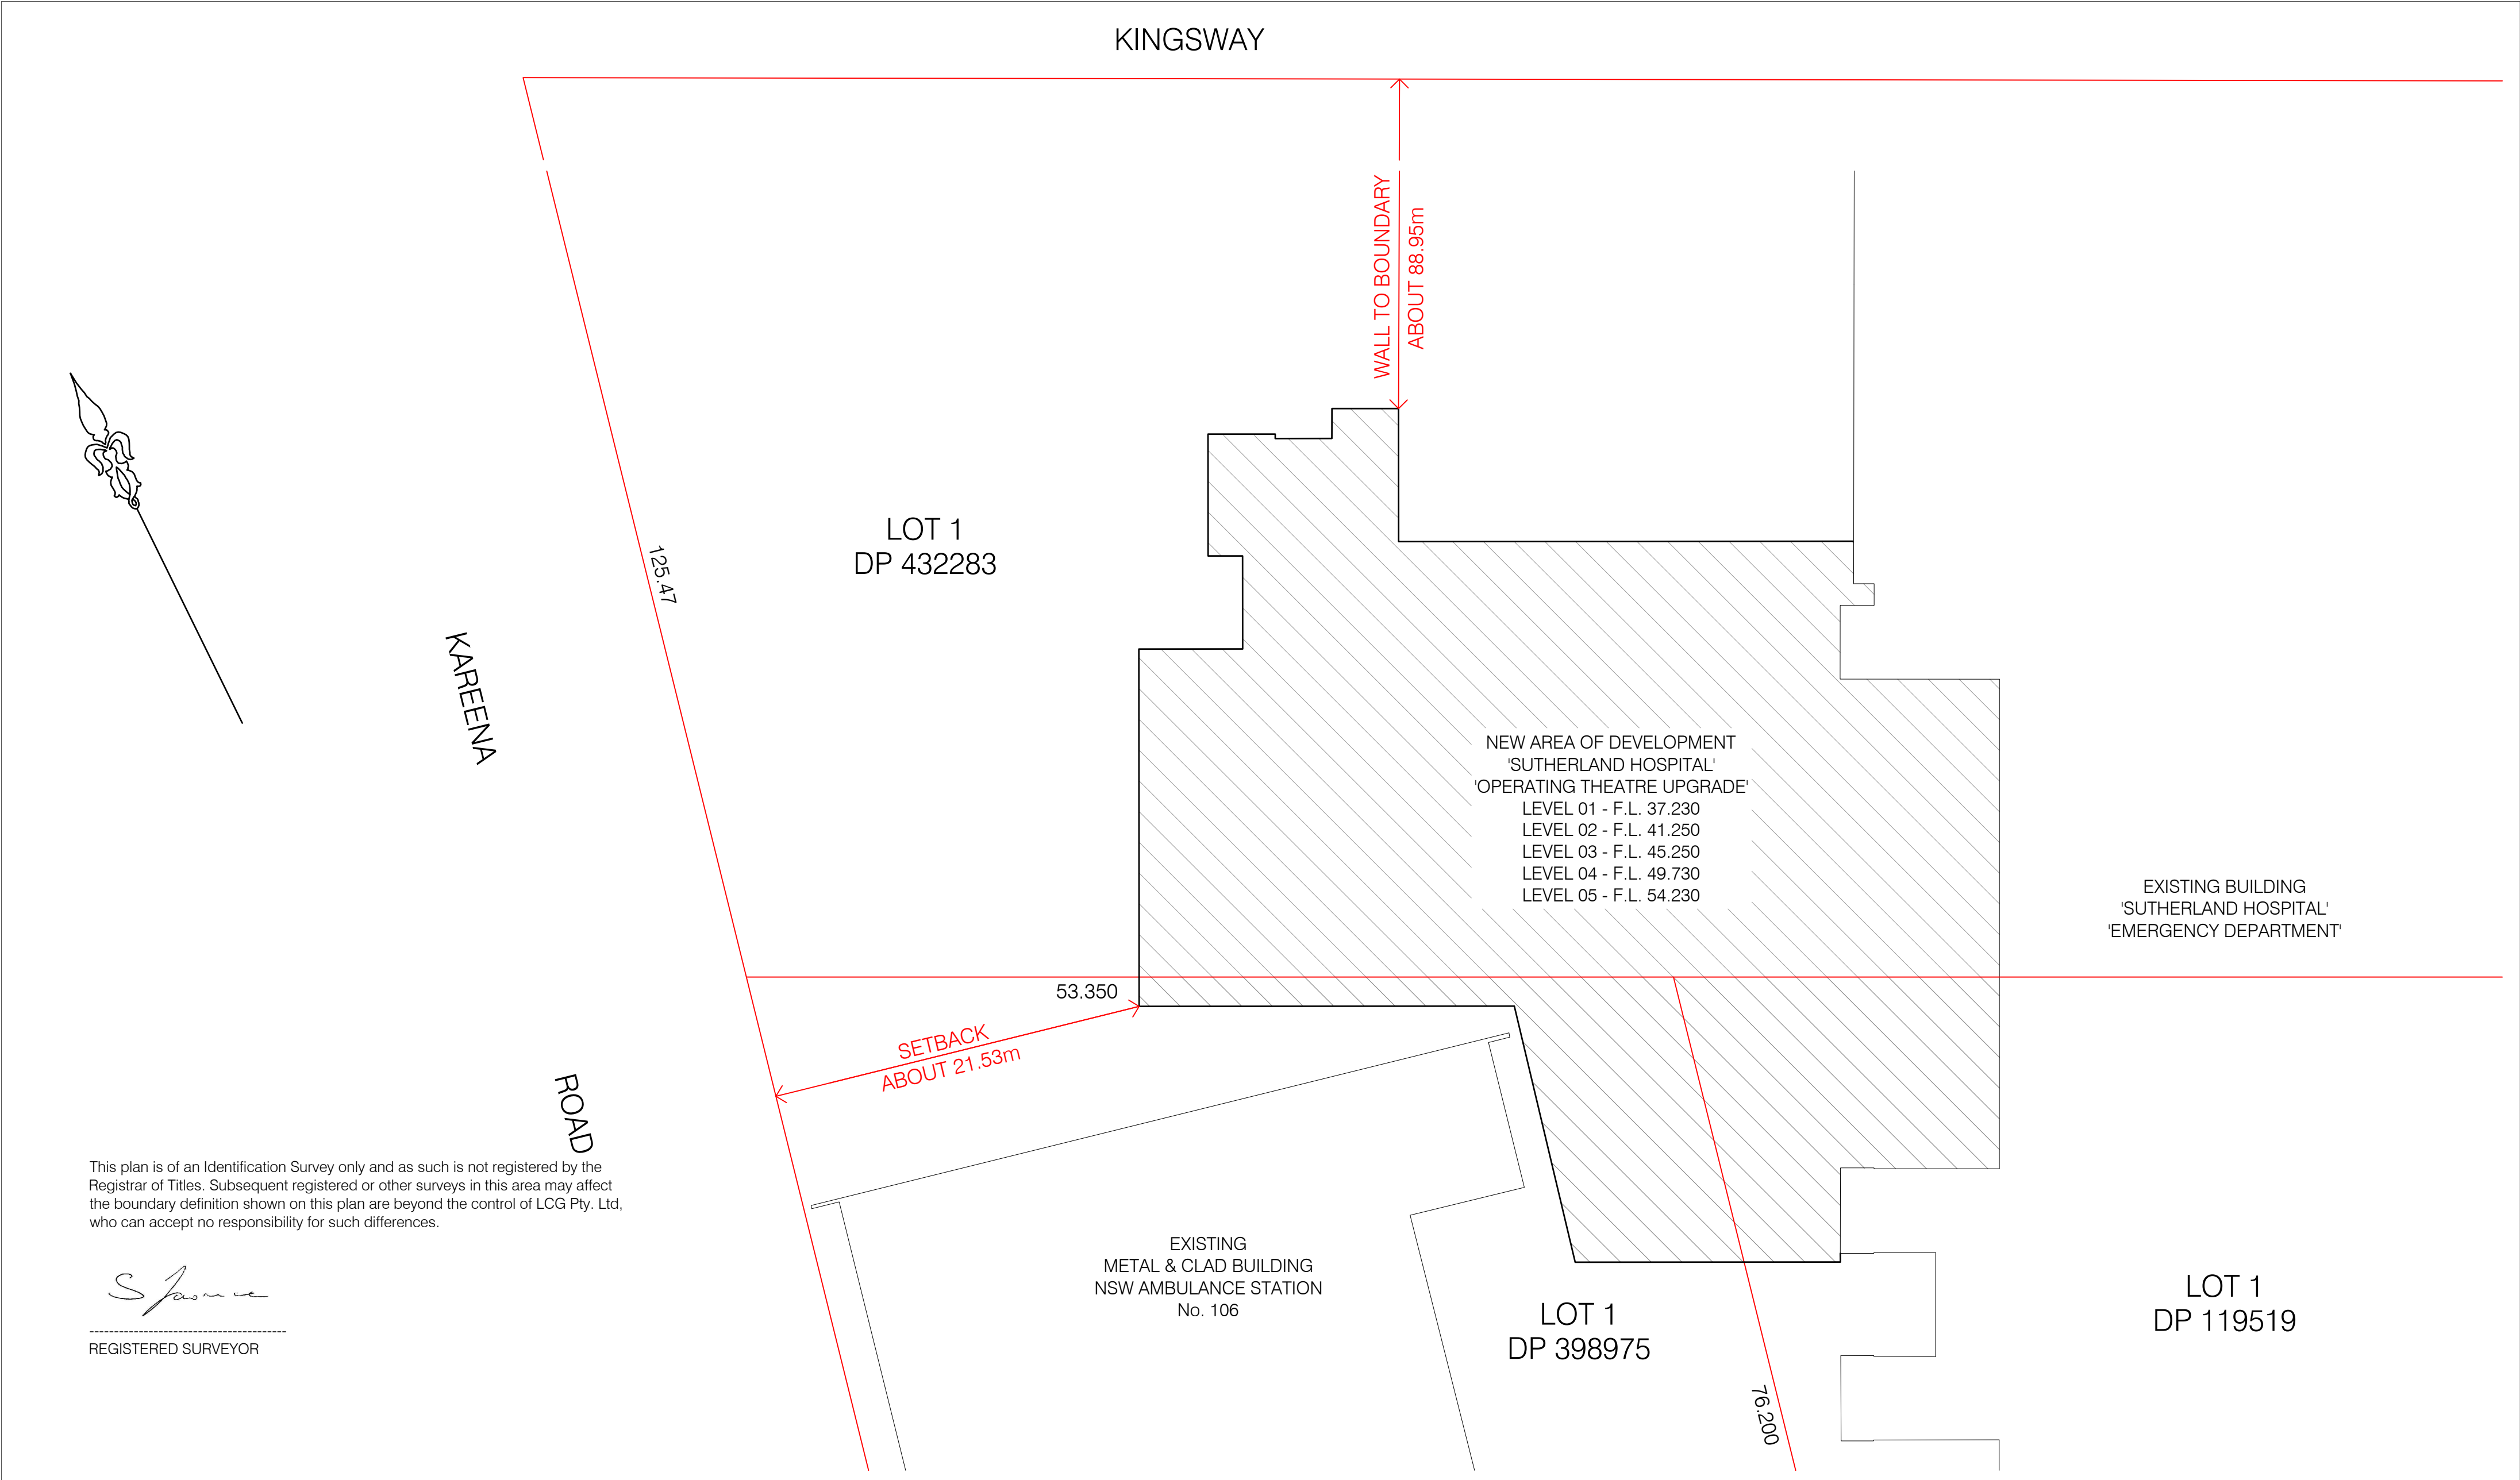 KINGSWAY
WALL TO BOUNDARY
ABOUT 88.95m
LOT 1
DP 432283
125.47
KAREENA
ROAD
NEW AREA OF DEVELOPMENT
'SUTHERLAND HOSPITAL'
'OPERATING THEATRE UPGRADE'
LEVEL 01 - F.L. 37.230
LEVEL 02 - F.L. 41.250
LEVEL 03 - F.L. 45.250
LEVEL 04 - F.L. 49.730
LEVEL 05 - F.L. 54.230
EXISTING BUILDING
'SUTHERLAND HOSPITAL'
'EMERGENCY DEPARTMENT'
53.350
SETBACK
ABOUT 21.53m
This plan is of an Identification Survey only and as such is not registered by the
Registrar of Titles. Subsequent registered or other surveys in this area may affect
the boundary definition shown on this plan are beyond the control of LCG Pty. Ltd,
who can accept no responsibility for such differences.
REGISTERED SURVEYOR
EXISTING
METAL & CLAD BUILDING
NSW AMBULANCE STATION
No. 106
LOT 1
DP 398975
76.200
LOT 1
DP 119519